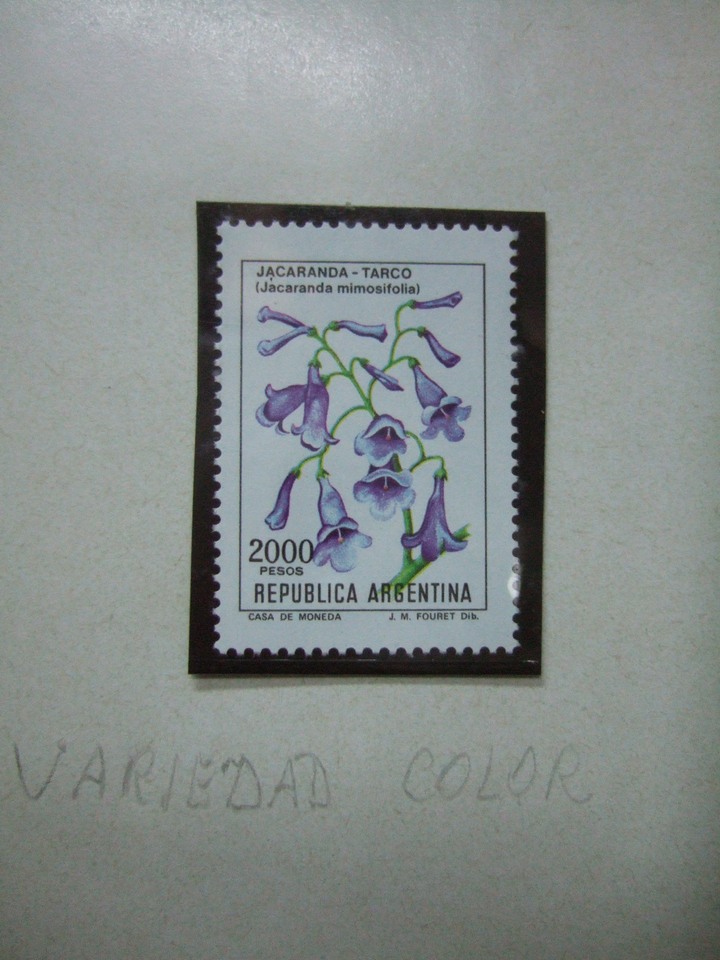 JACARANDA - TARCO
(Jacaranda mimosifolia)
2000
PESOS
REPUBLICA ARGENTINA
CASA DE MONEDA J. M. FOURET Dib.
VARIEDAD COLOR